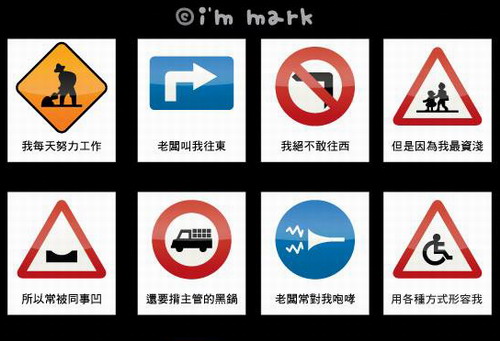 ©i'm mark
我每天努力工作
老闆叫我往東
我絕不敢往西
但是因為我最資淺
所以常被同事凹
還要揹主管的黑鍋
老闆常對我咆哮
用各種方式形容我